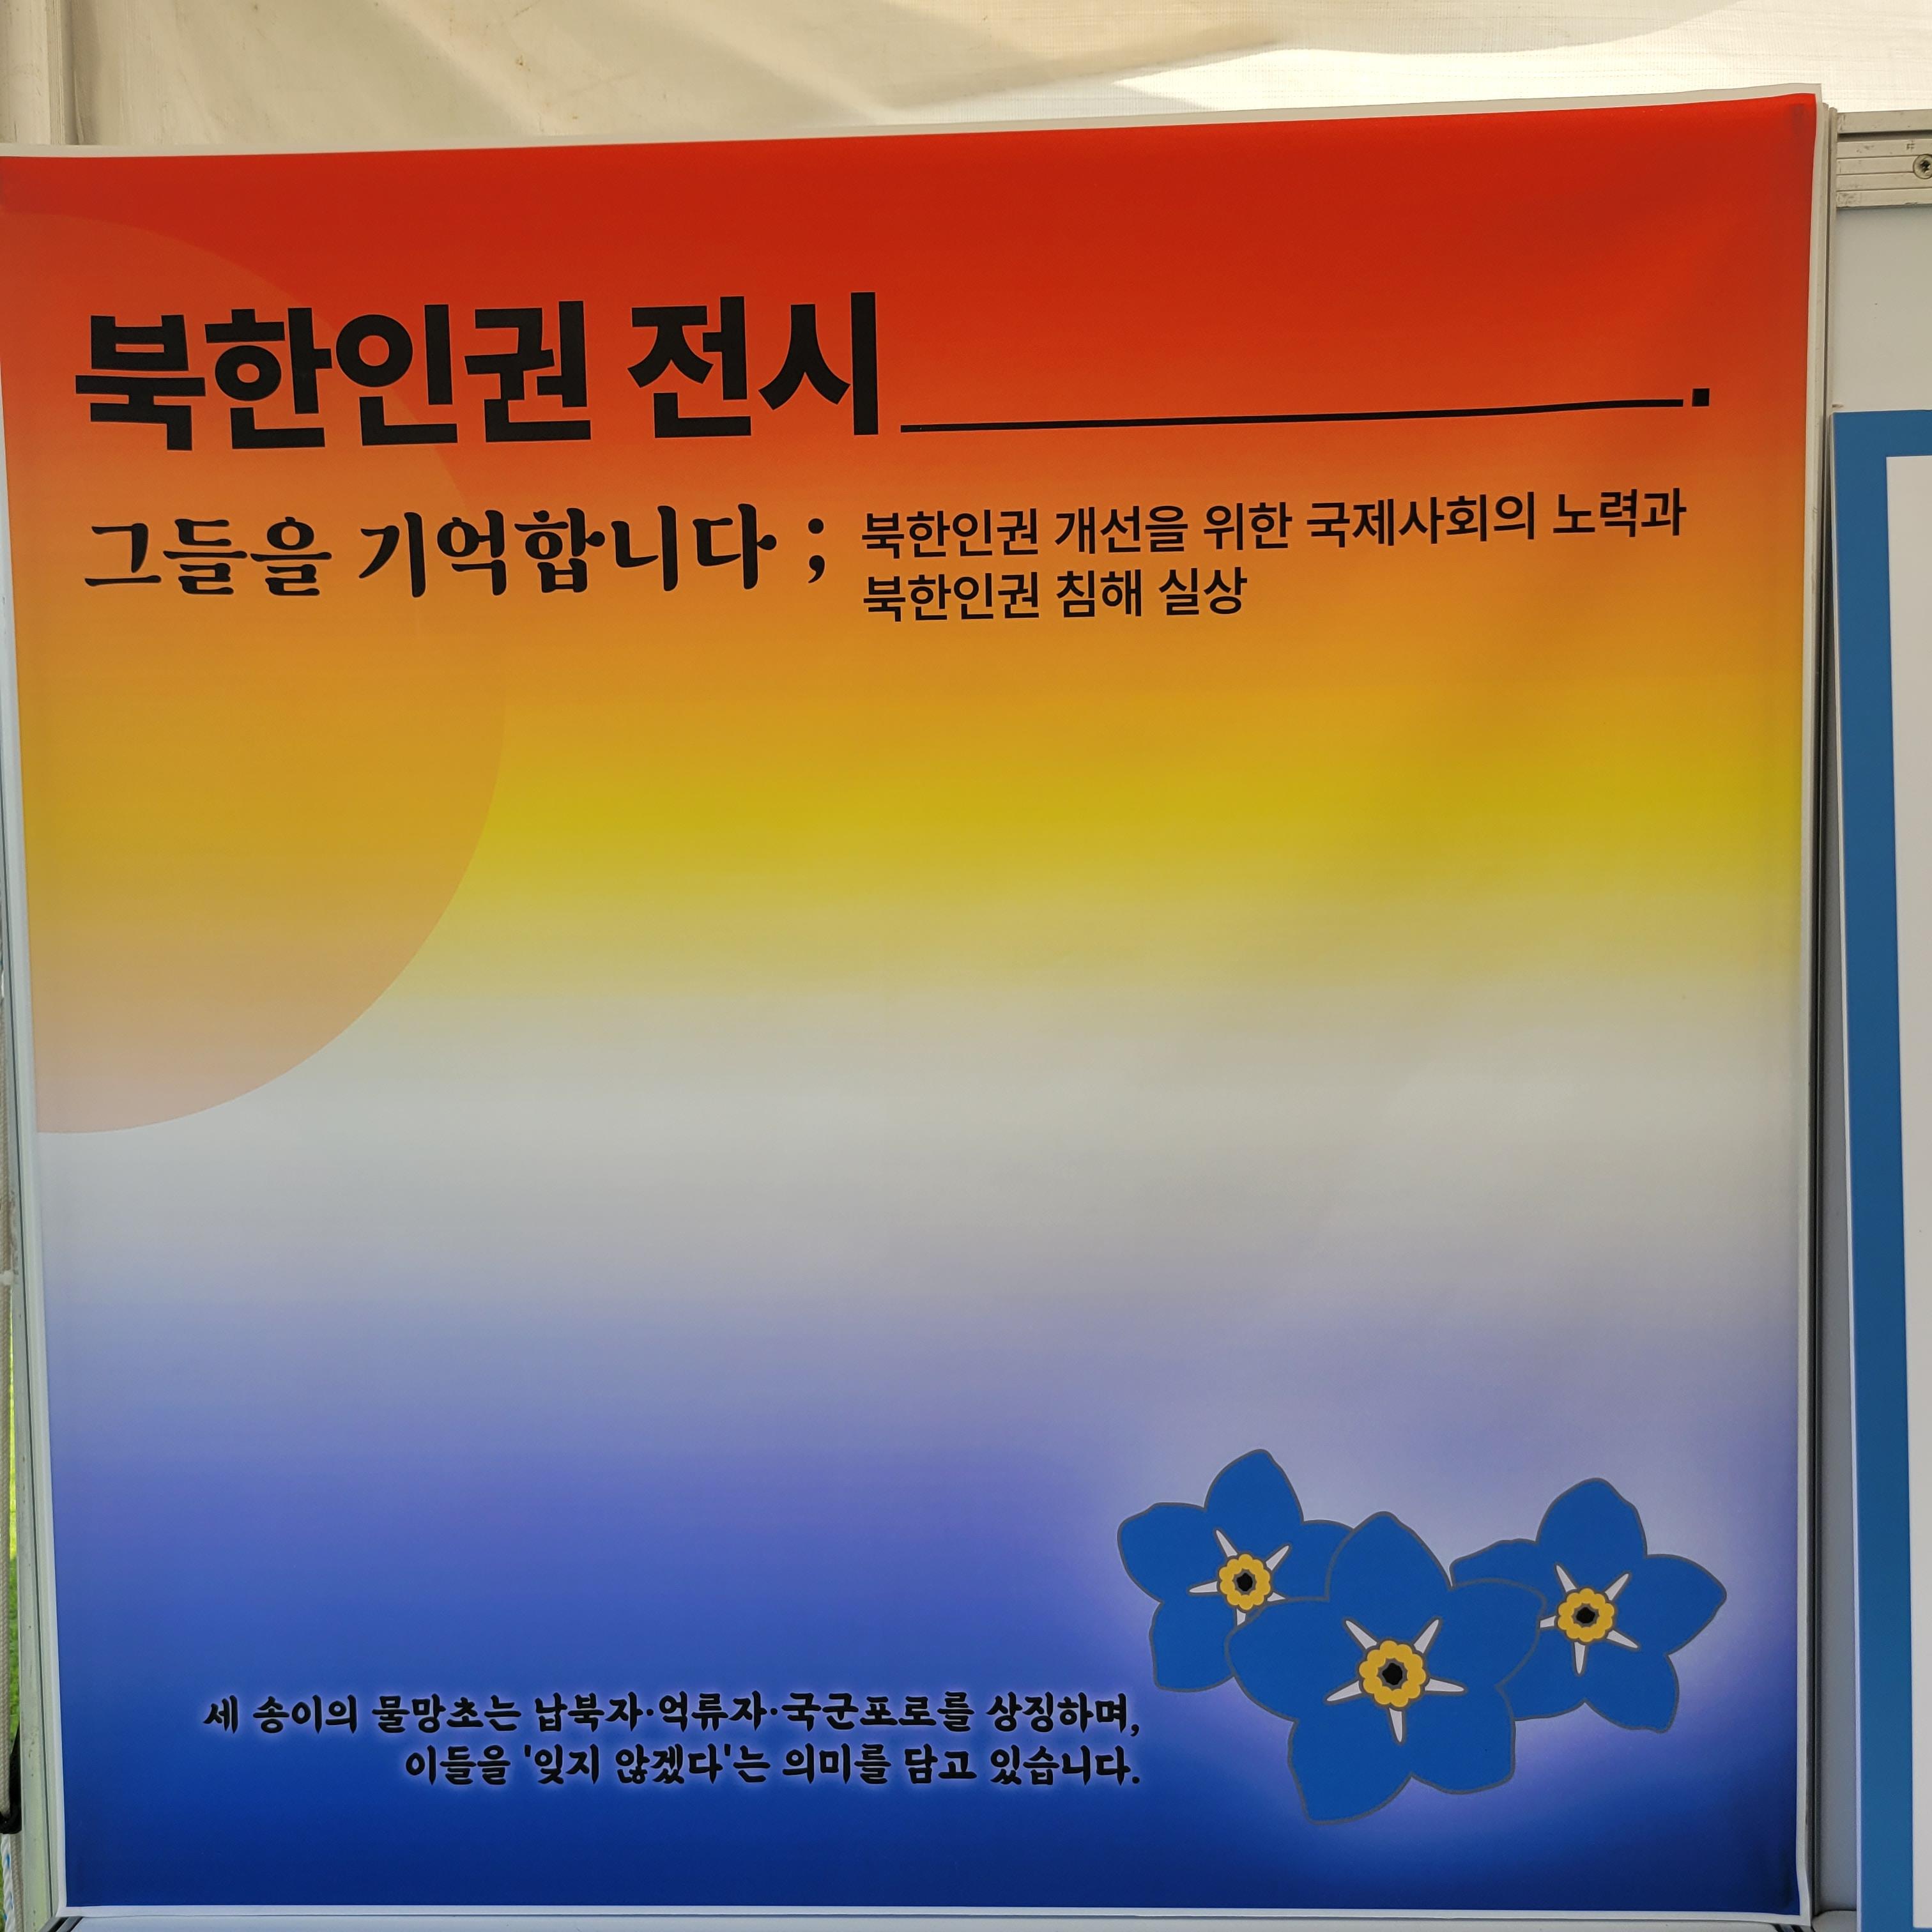 북한인권 전시
그들을 기억합니다 ; 북한인권 개선을 위한 국제사회의 노력과
북한인권 침해 실상
세 송이의 물망초는 납북자·억류자·국군포로를 상징하며,
이들을 '잊지 않겠다'는 의미를 담고 있습니다.